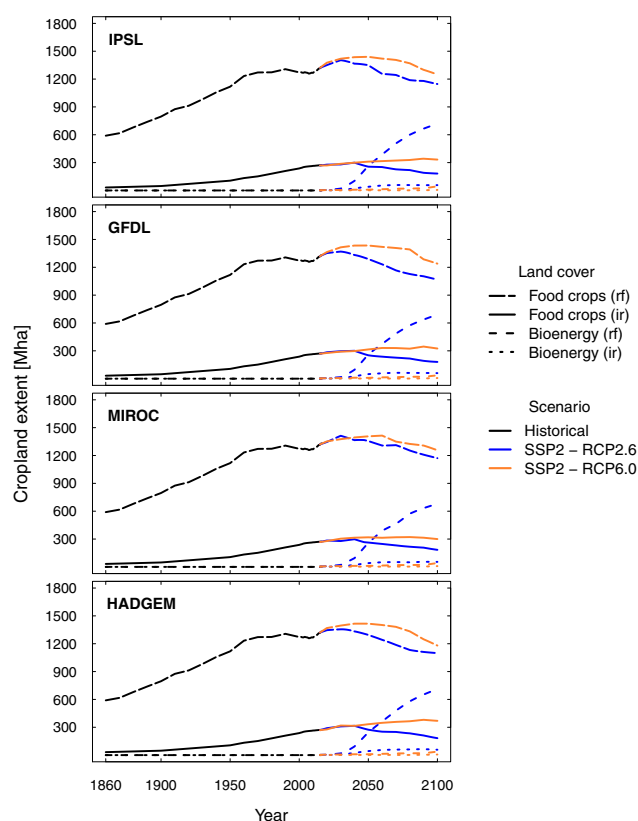 IPSL
1800
1500
1200
900
600
300
GFDL
1800
1500
1200
900
600
300
MIROC
1800
1500
1200
900
600
300
HADGEM
1800
1500
1200
900
600
300
1860
1900
1950
2000
2050
2100
Year
Cropland extent [Mha]
Land cover
Food crops (rf)
Food crops (ir)
Bioenergy (rf)
Bioenergy (ir)
Scenario
Historical
SSP2 − RCP2.6
SSP2 − RCP6.0